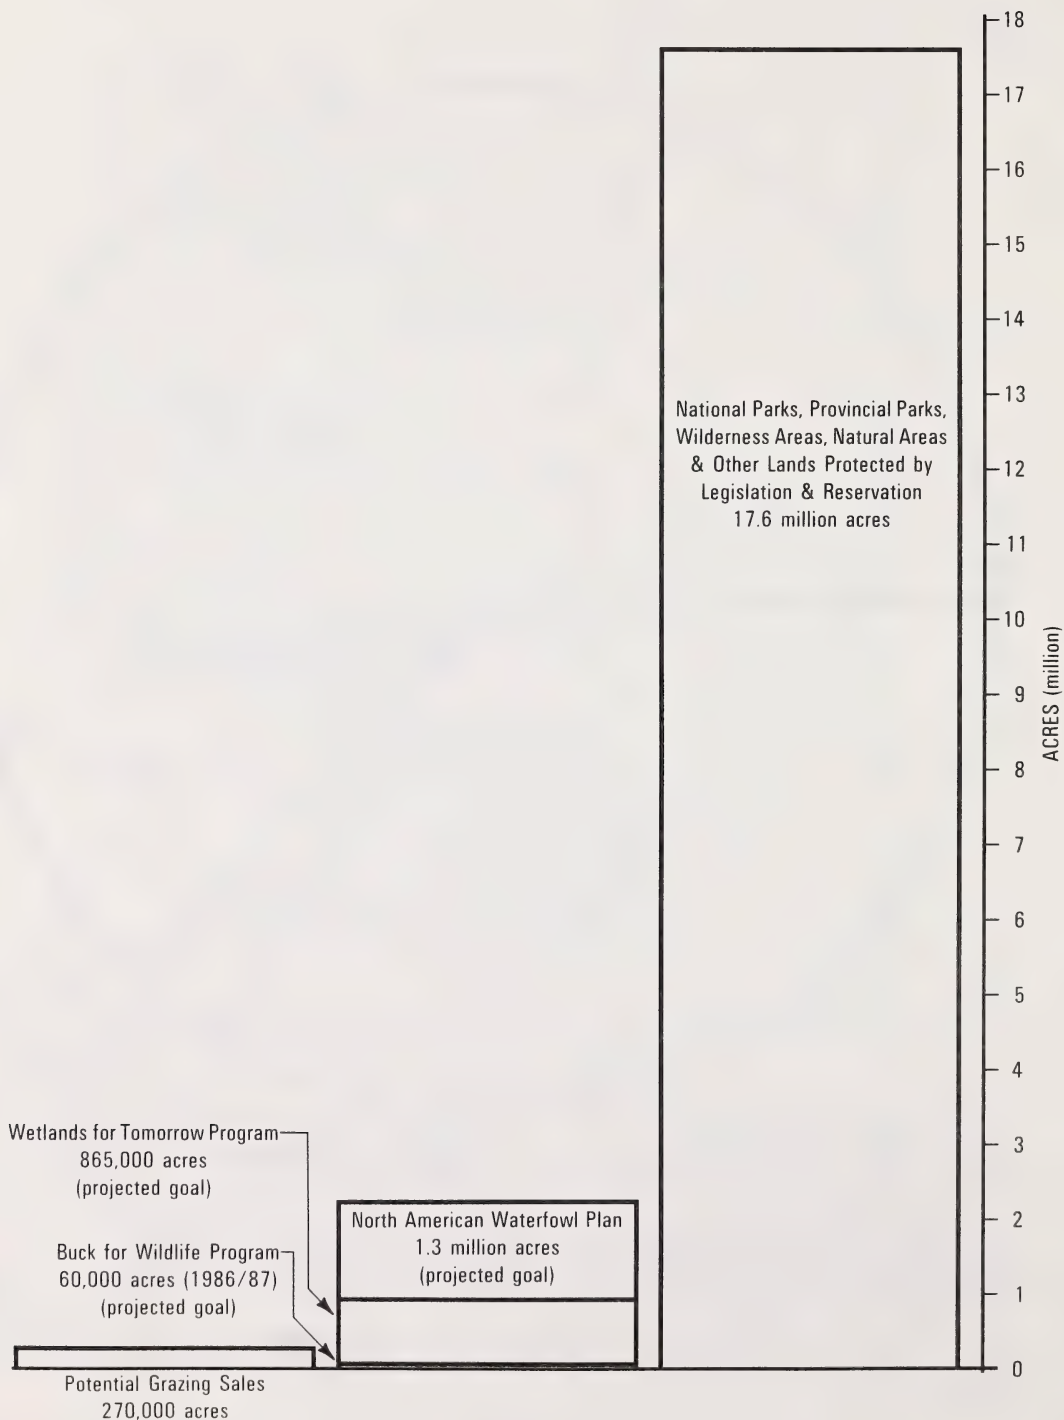 18
17
16
15
14
13
12
11
10
9
8
7
6
5
4
3
2
1
0
ACRES (million)
National Parks, Provincial Parks,
Wilderness Areas, Natural Areas
& Other Lands Protected by
Legislation & Reservation
17.6 million acres
Wetlands for Tomorrow Program
865,000 acres
(projected goal)
North American Waterfowl Plan
1.3 million acres
(projected goal)
Buck for Wildlife Program
60,000 acres (1986/87)
(projected goal)
Potential Grazing Sales
270,000 acres